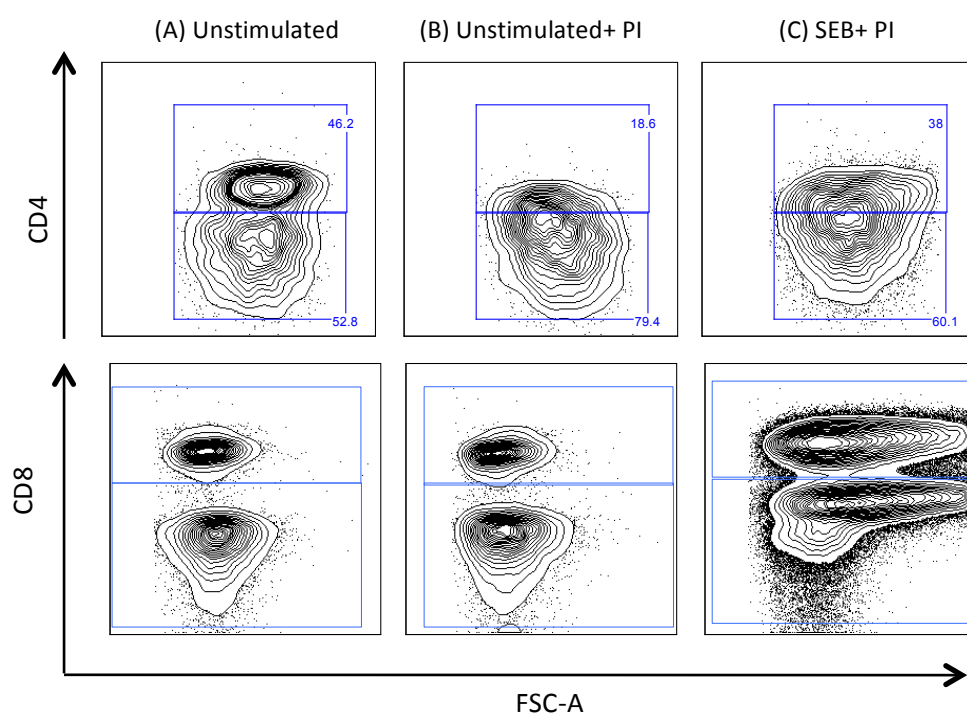 (A) Unstimulated
(B) Unstimulated+ PI
(C) SEB+ PI
CD4
46.2
18.6
38
52.8
79.4
60.1
CD8
FSC-A